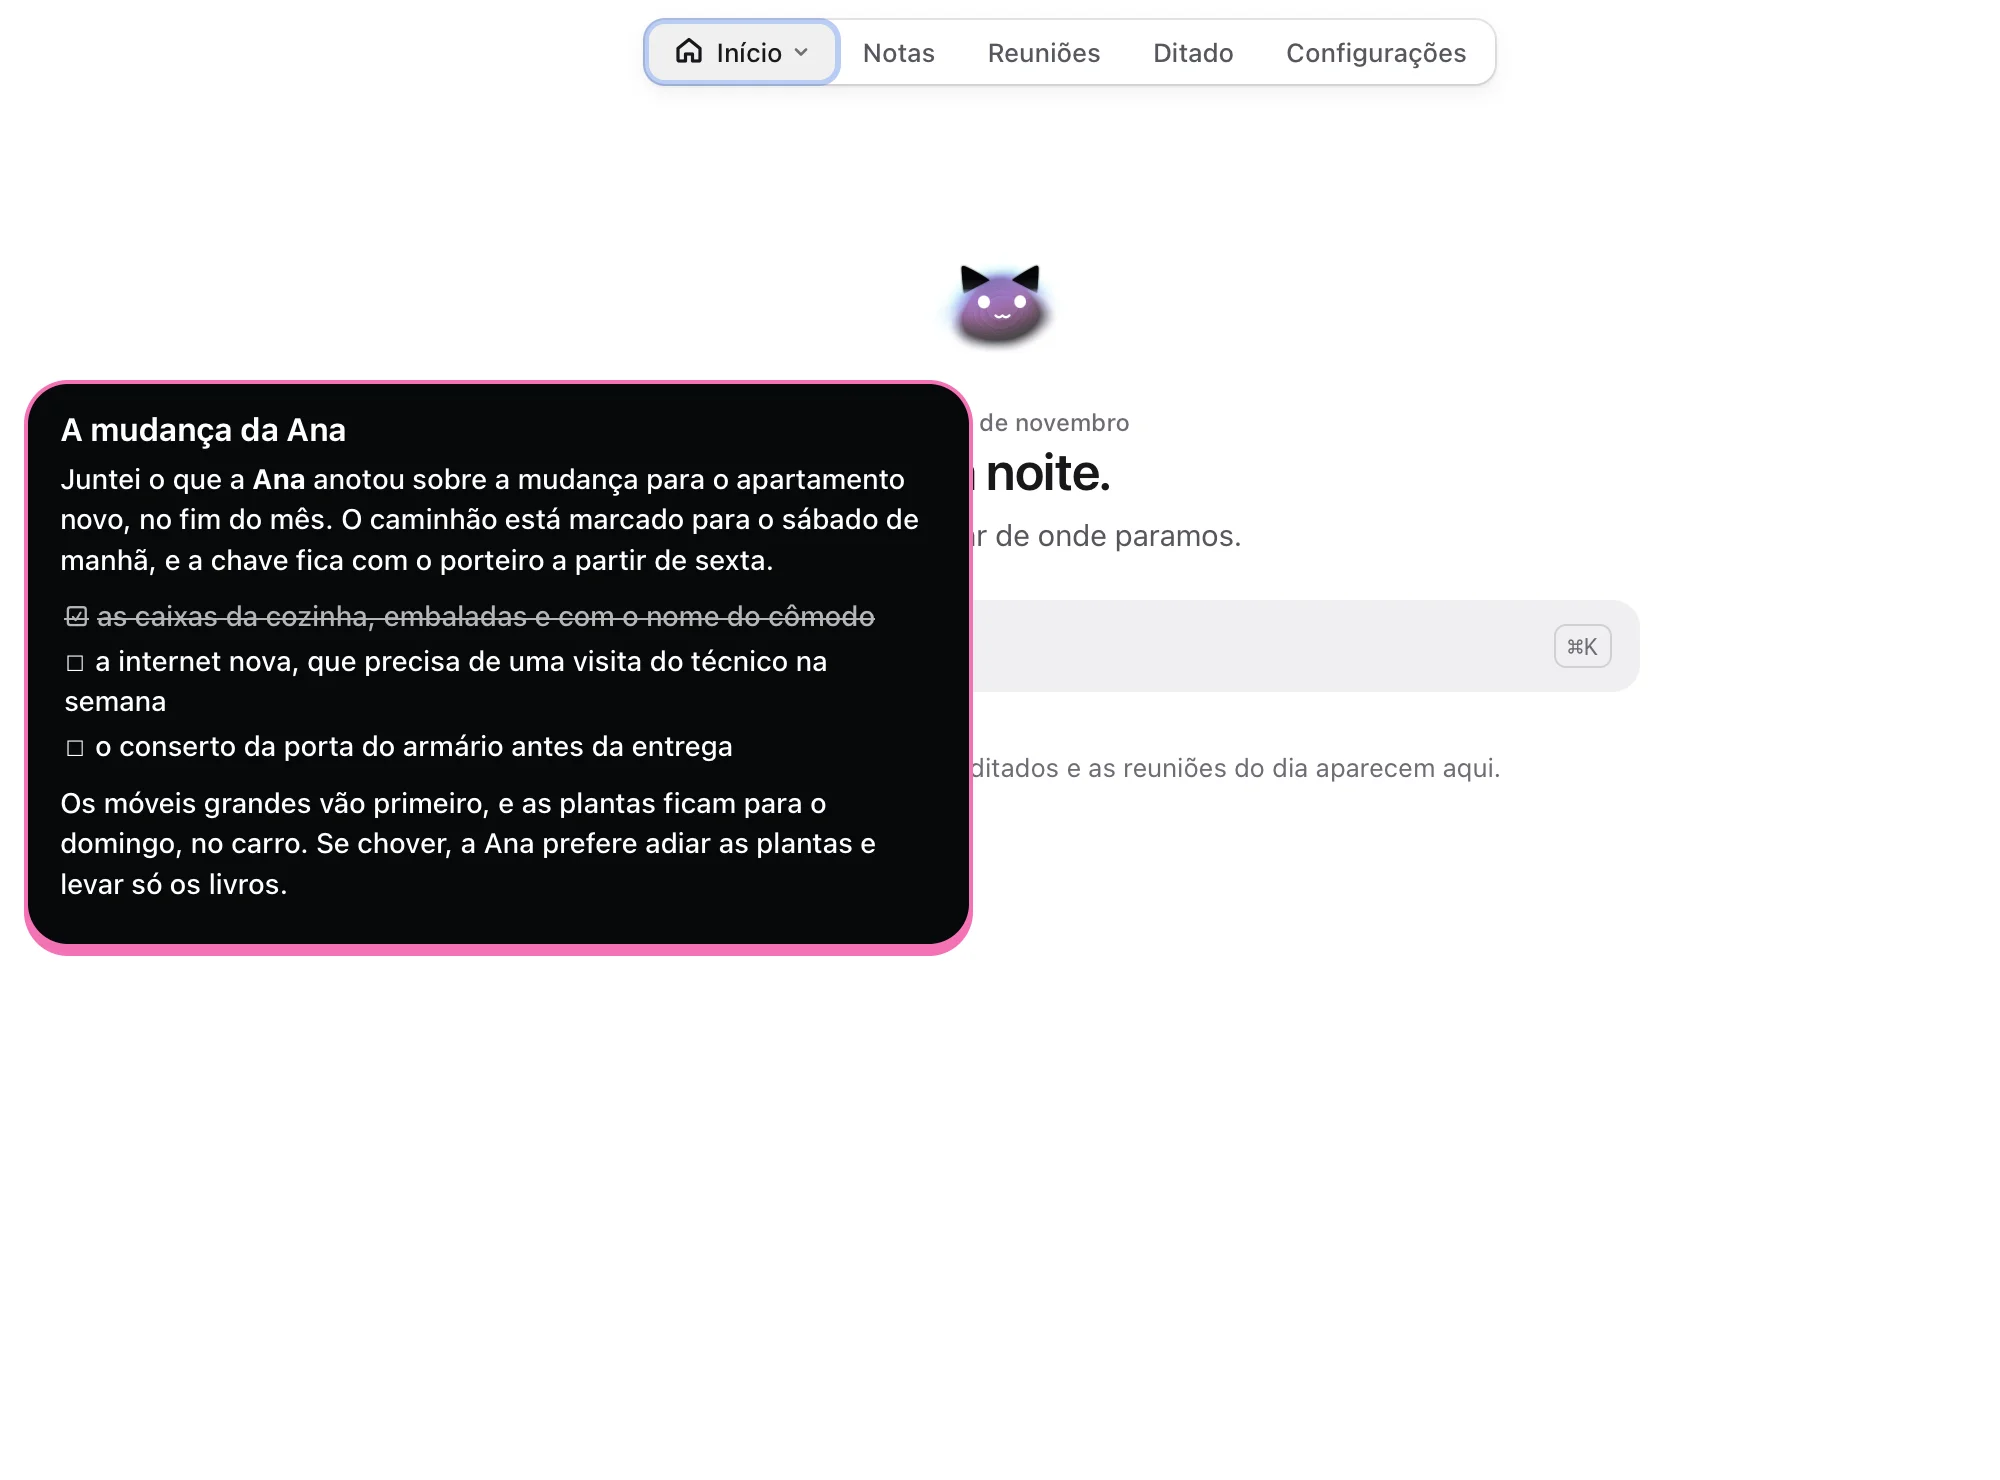 Início
Notas
Reuniões
Ditado
Configurações
de novembro
noite.
de onde paramos.
⌘K
ditados e as reuniões do dia aparecem aqui.
A mudança da Ana
Juntei o que a Ana anotou sobre a mudança para o apartamento
novo, no fim do mês. O caminhão está marcado para o sábado de
manhã, e a chave fica com o porteiro a partir de sexta.
☑ as caixas da cozinha, embaladas e com o nome do cômodo
☐ a internet nova, que precisa de uma visita do técnico na
semana
☐ o conserto da porta do armário antes da entrega
Os móveis grandes vão primeiro, e as plantas ficam para o
domingo, no carro. Se chover, a Ana prefere adiar as plantas e
levar só os livros.